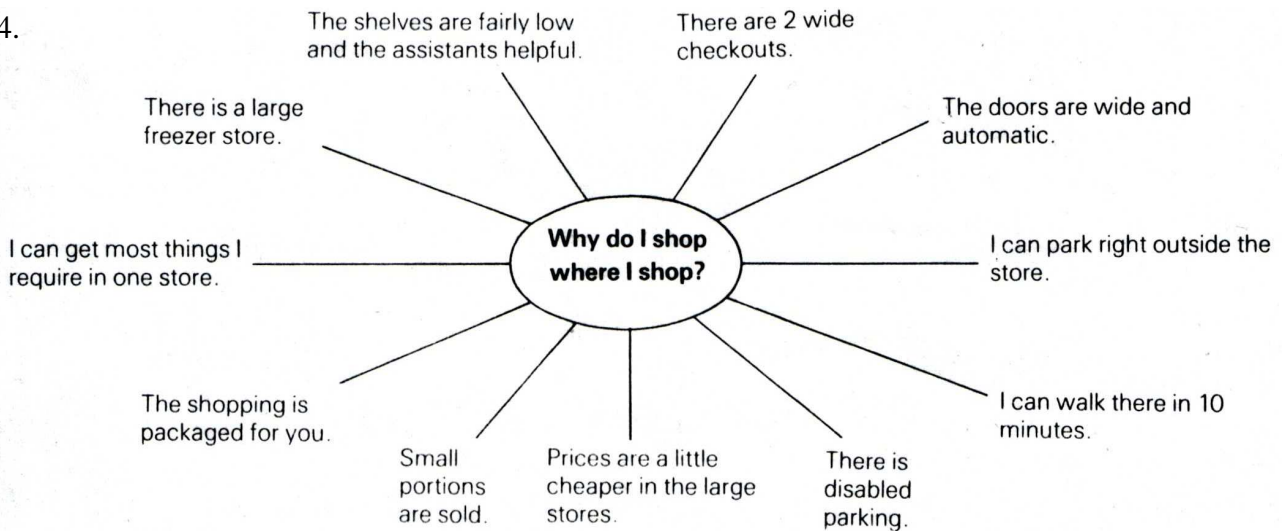 4.
The shelves are fairly low
and the assistants helpful.
There are 2 wide
checkouts.
There is a large
freezer store.
The doors are wide and
automatic.
Why do I shop
where I shop?
I can get most things I
require in one store.
I can park right outside the
store.
The shopping is
packaged for you.
I can walk there in 10
minutes.
Small
portions
are sold.
Prices are a little
cheaper in the large
stores.
There is
disabled
parking.